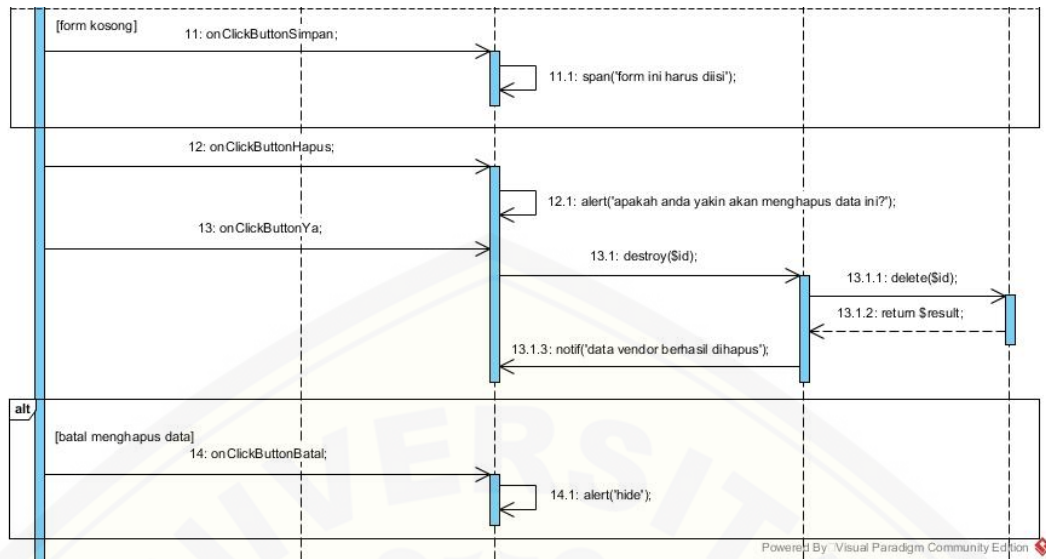 [form kosong]
11: onClickButtonSimpan;
11.1: span('form ini harus diisi');
12: onClickButtonHapus;
12.1: alert('apakah anda yakin akan menghapus data ini?');
13: onClickButtonYa;
13.1: destroy($id);
13.1.1: delete($id);
13.1.2: return $result;
13.1.3: notif('data vendor berhasil dihapus');
alt
[batal menghapus data]
14: onClickButtonBatal;
14.1: alert('hide');
UNIVERSIT
Powered By Visual Paradigm Community Edition